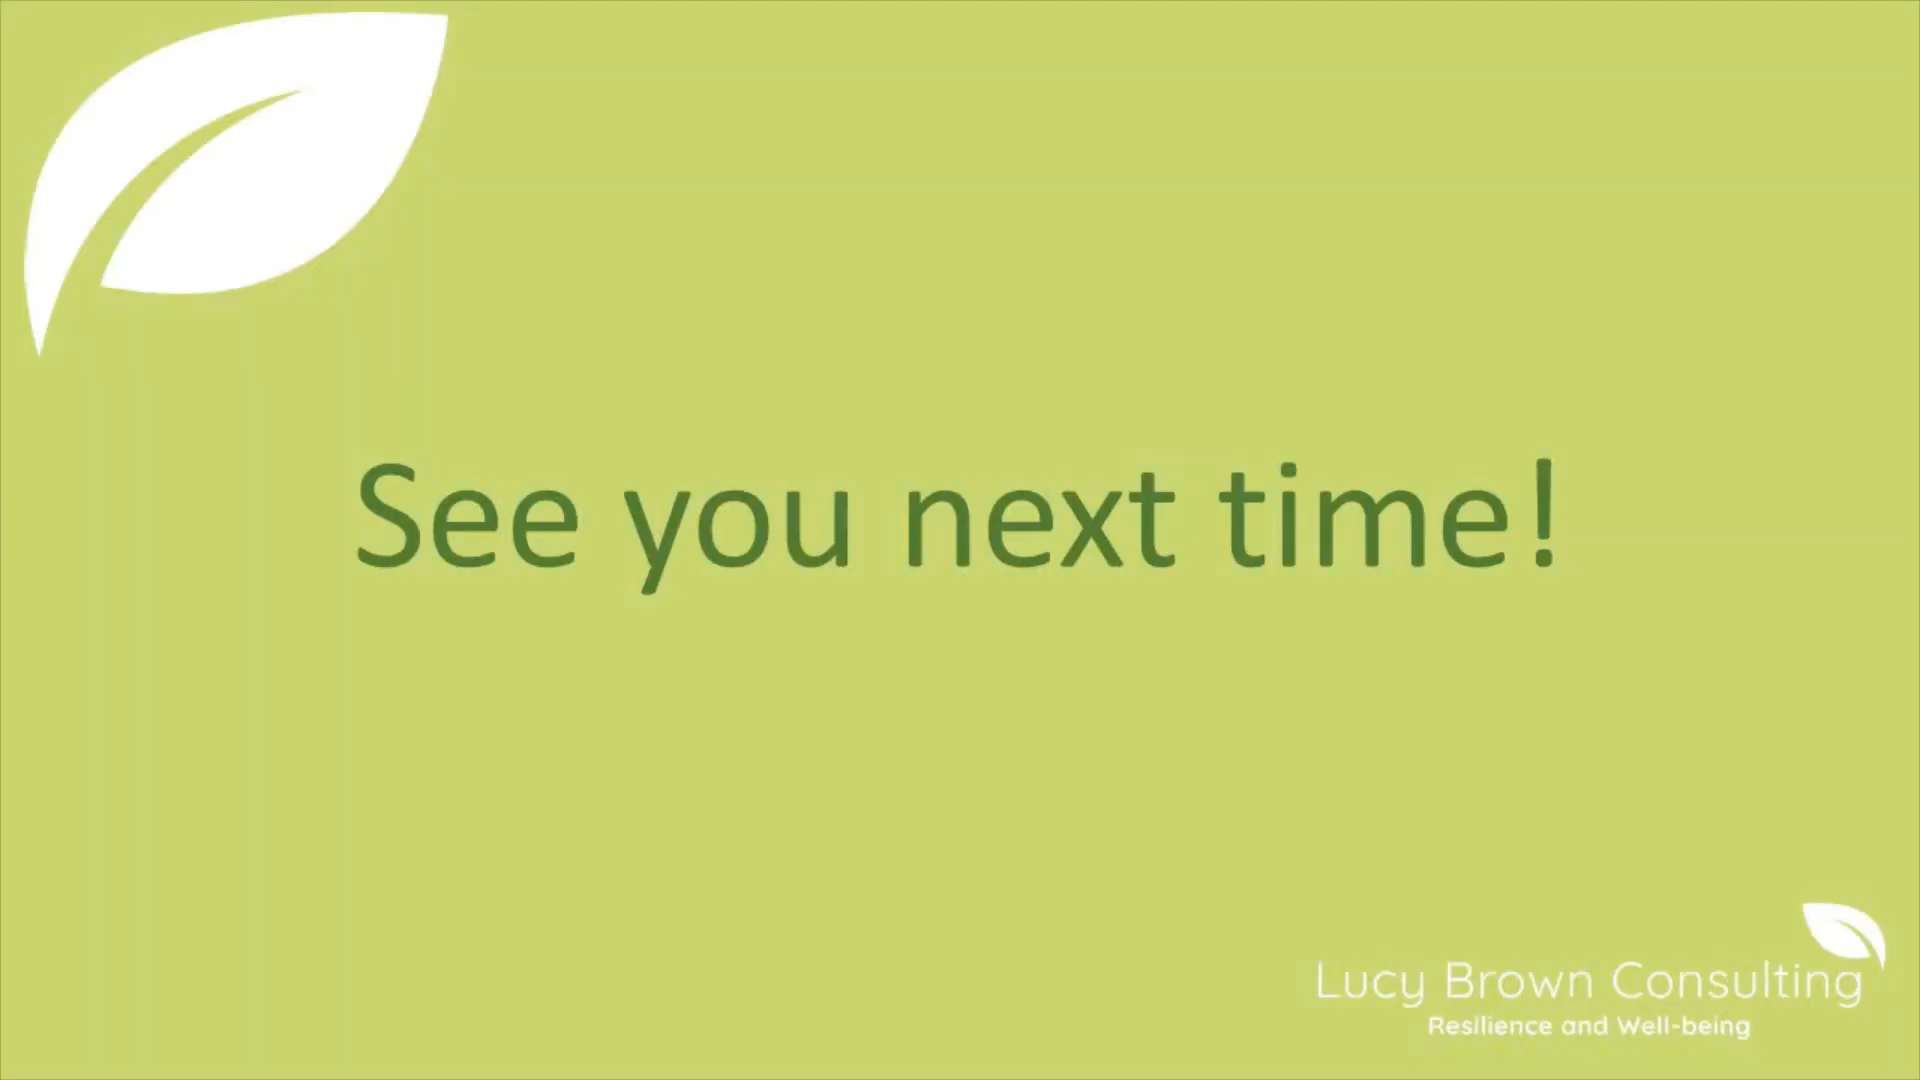 See you next time!
Lucy Brown Consulting
Resilience and Well-being